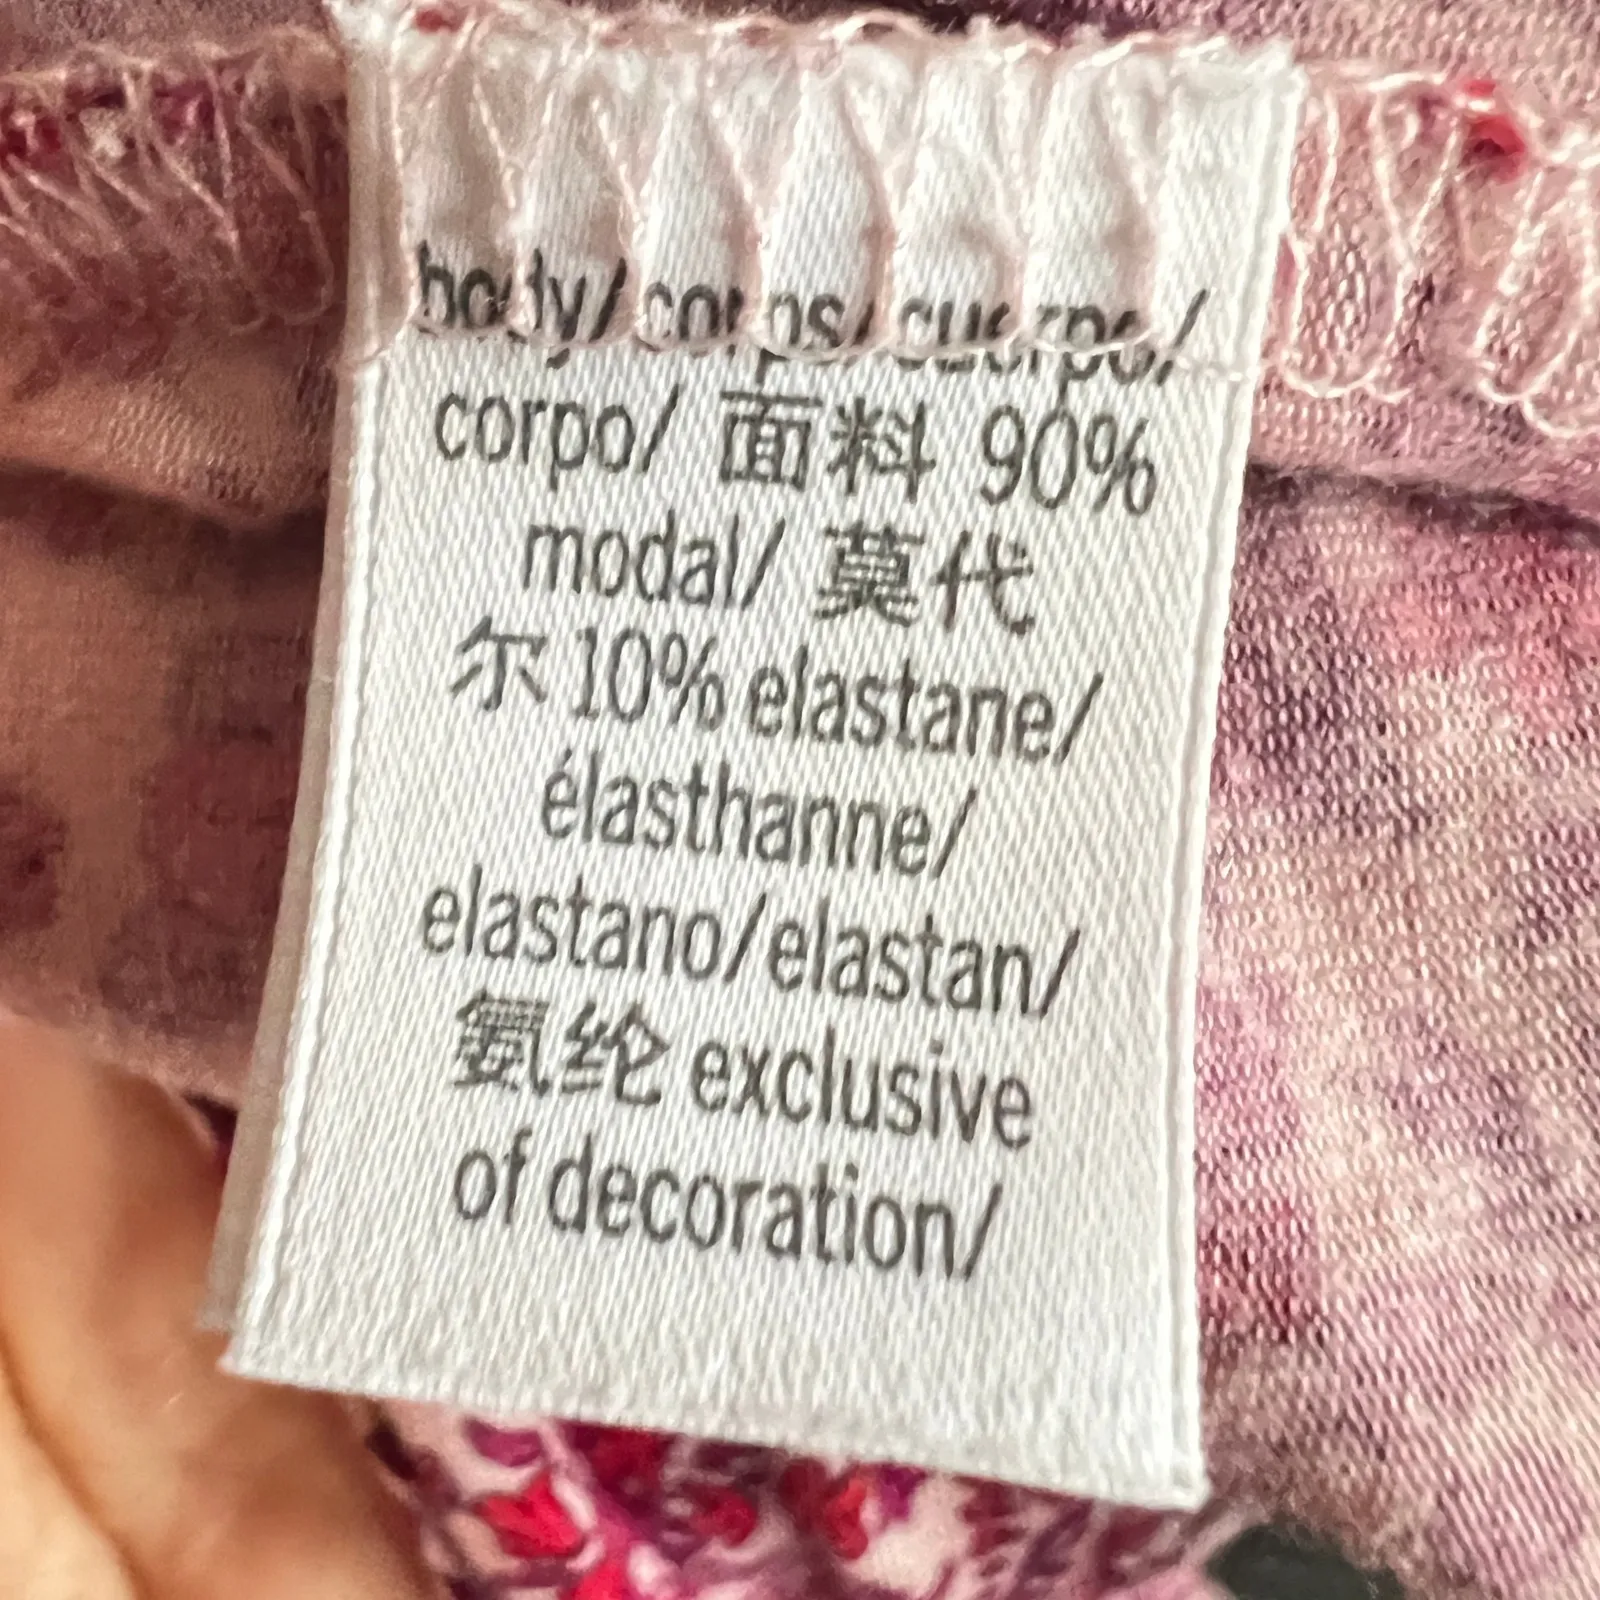 body/ corps/ cuerpo/
corpo/ 面料 90%
modal/ 莫代
尔 10% elastane/
élasthanne/
elastano/elastan/
氨纶 exclusive
of decoration/